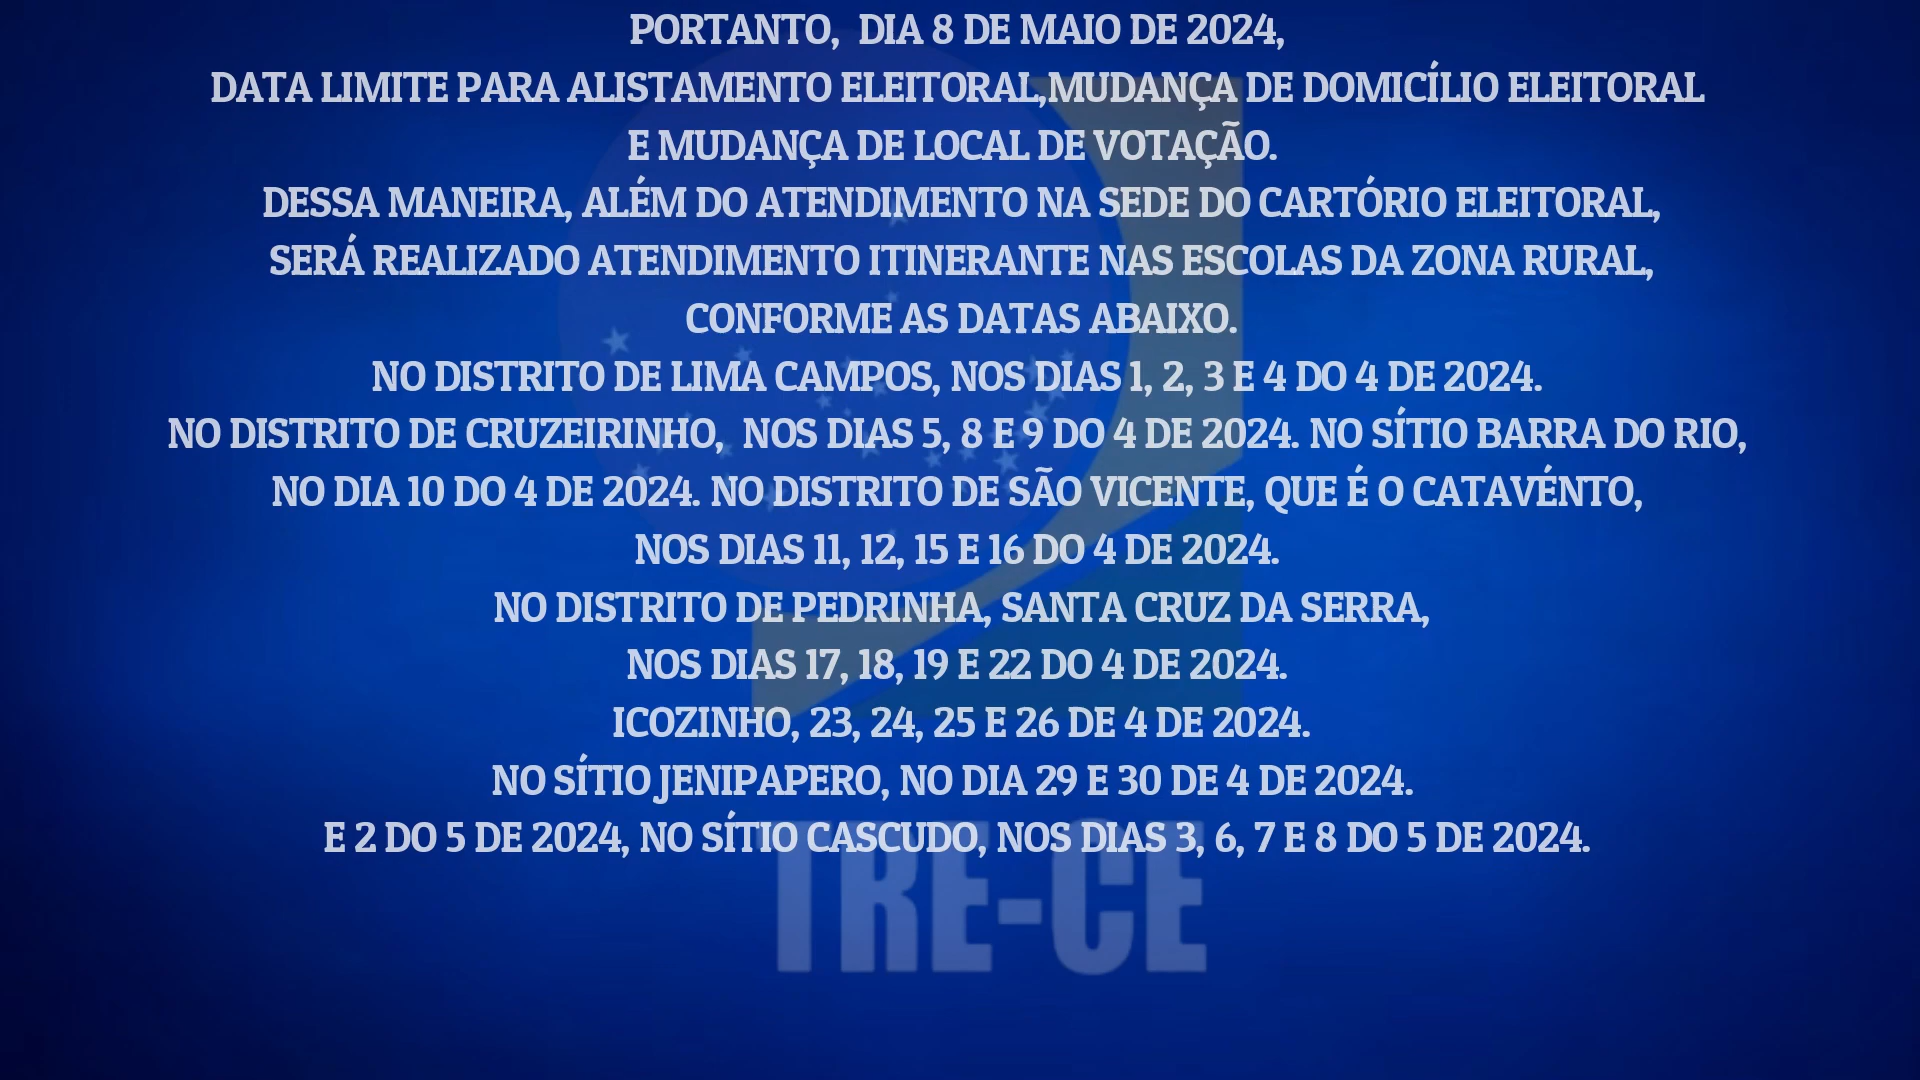 PORTANTO, DIA 8 DE MAIO DE 2024,
DATA LIMITE PARA ALISTAMENTO ELEITORAL,MUDANÇA DE DOMICÍLIO ELEITORAL
E MUDANÇA DE LOCAL DE VOTAÇÃO.
DESSA MANEIRA, ALÉM DO ATENDIMENTO NA SEDE DO CARTÓRIO ELEITORAL,
SERÁ REALIZADO ATENDIMENTO ITINERANTE NAS ESCOLAS DA ZONA RURAL,
CONFORME AS DATAS ABAIXO.
NO DISTRITO DE LIMA CAMPOS, NOS DIAS 1, 2, 3 E 4 DO 4 DE 2024.
NO DISTRITO DE CRUZEIRINHO, NOS DIAS 5, 8 E 9 DO 4 DE 2024. NO SÍTIO BARRA DO RIO,
NO DIA 10 DO 4 DE 2024. NO DISTRITO DE SÃO VICENTE, QUE É O CATAVÉNTO,
NOS DIAS 11, 12, 15 E 16 DO 4 DE 2024.
NO DISTRITO DE PEDRINHA, SANTA CRUZ DA SERRA,
NOS DIAS 17, 18, 19 E 22 DO 4 DE 2024.
ICOZINHO, 23, 24, 25 E 26 DE 4 DE 2024.
NO SÍTIO JENIPAPERO, NO DIA 29 E 30 DE 4 DE 2024.
E 2 DO 5 DE 2024, NO SÍTIO CASCUDO, NOS DIAS 3, 6, 7 E 8 DO 5 DE 2024.
TRE-CE